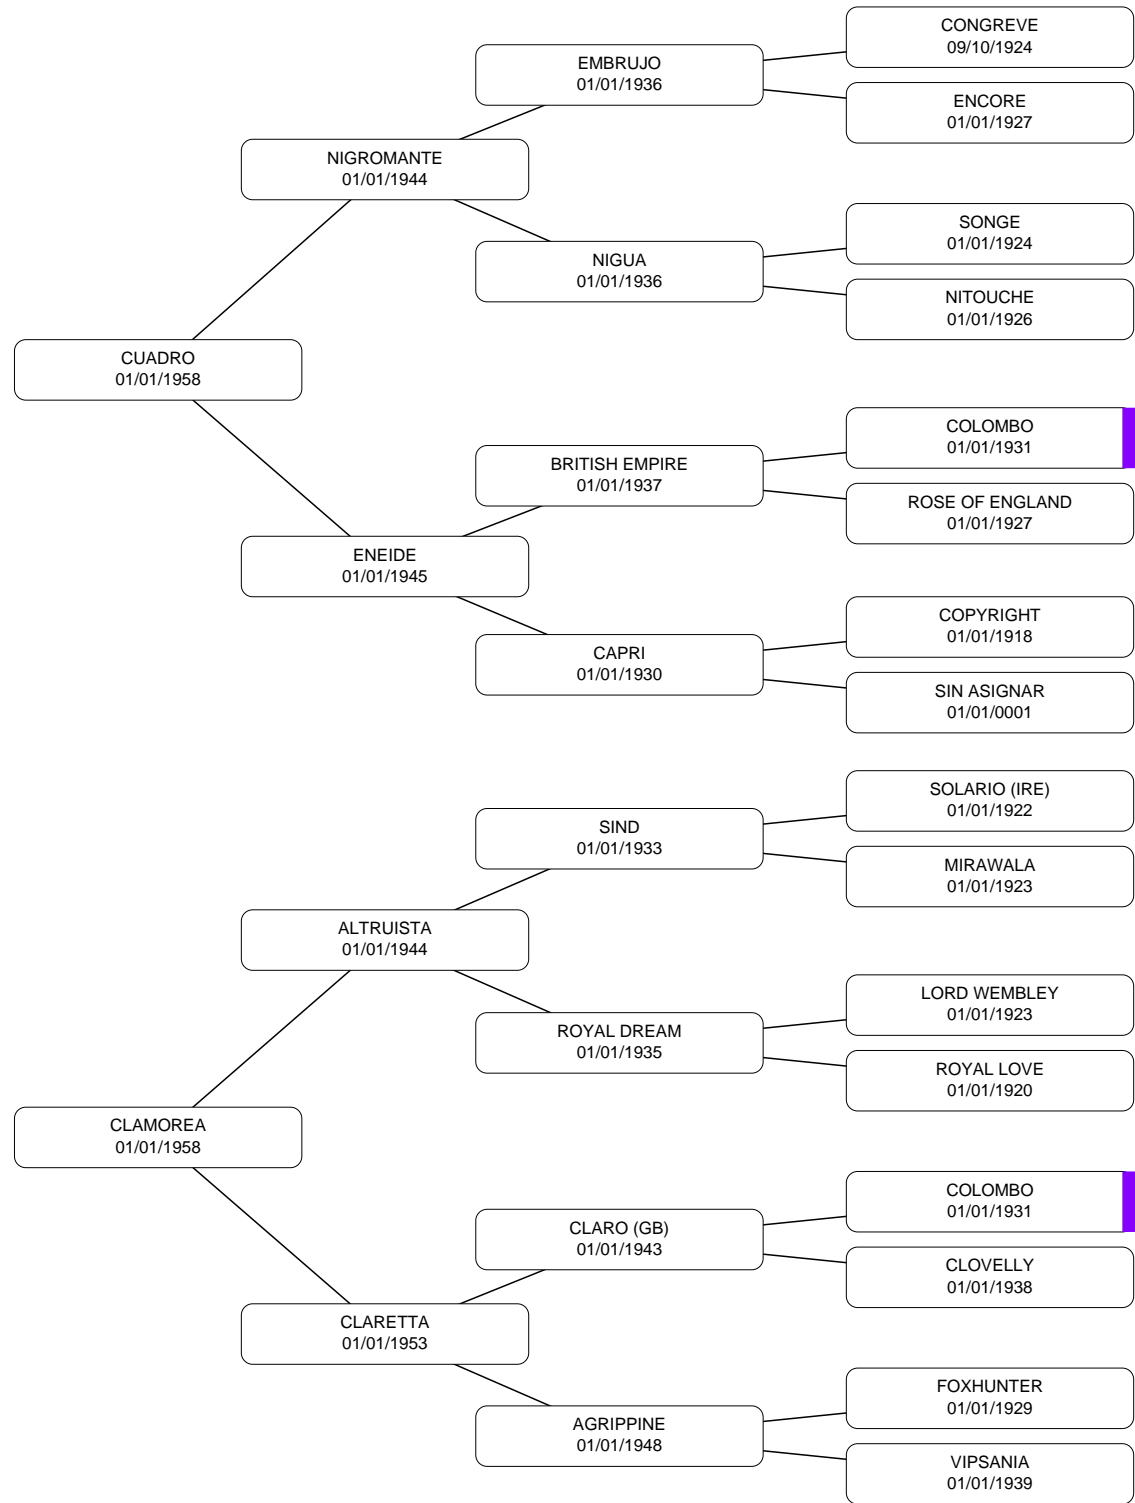 CONGREVE
09/10/1924
EMBRUJO
01/01/1936
ENCORE
01/01/1927
NIGROMANTE
01/01/1944
SONGE
01/01/1924
NIGUA
01/01/1936
NITOUCHE
01/01/1926
CUADRO
01/01/1958
COLOMBO
01/01/1931
BRITISH EMPIRE
01/01/1937
ROSE OF ENGLAND
01/01/1927
ENEIDE
01/01/1945
COPYRIGHT
01/01/1918
CAPRI
01/01/1930
SIN ASIGNAR
01/01/0001
SOLARIO (IRE)
01/01/1922
SIND
01/01/1933
MIRAWALA
01/01/1923
ALTRUISTA
01/01/1944
LORD WEMBLEY
01/01/1923
ROYAL DREAM
01/01/1935
ROYAL LOVE
01/01/1920
CLAMOREA
01/01/1958
COLOMBO
01/01/1931
CLARO (GB)
01/01/1943
CLOVELLY
01/01/1938
CLARETTA
01/01/1953
FOXHUNTER
01/01/1929
AGRIPPINE
01/01/1948
VIPSANIA
01/01/1939